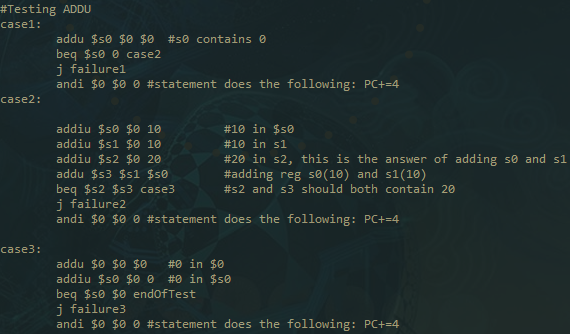 #Testing ADDU
case1:
addu $s0 $0 $0 #s0 contains 0
beq $s0 0 case2
j failure1
andi $0 $0 0 #statement does the following: PC+=4
case2:
addiu $s0 $0 10 #10 in $s0
addiu $s1 $0 10 #10 in s1
addiu $s2 $0 20 #20 in s2, this is the answer of adding s0 and s1
addu $s3 $s1 $s0 #adding reg s0(10) and s1(10)
beq $s2 $s3 case3 #s2 and s3 should both contain 20
j failure2
andi $0 $0 0 #statement does the following: PC+=4
case3:
addu $0 $0 $0 #0 in $0
addiu $s0 $0 0 #0 in $s0
beq $s0 $0 endOfTest
j failure3
andi $0 $0 0 #statement does the following: PC+=4